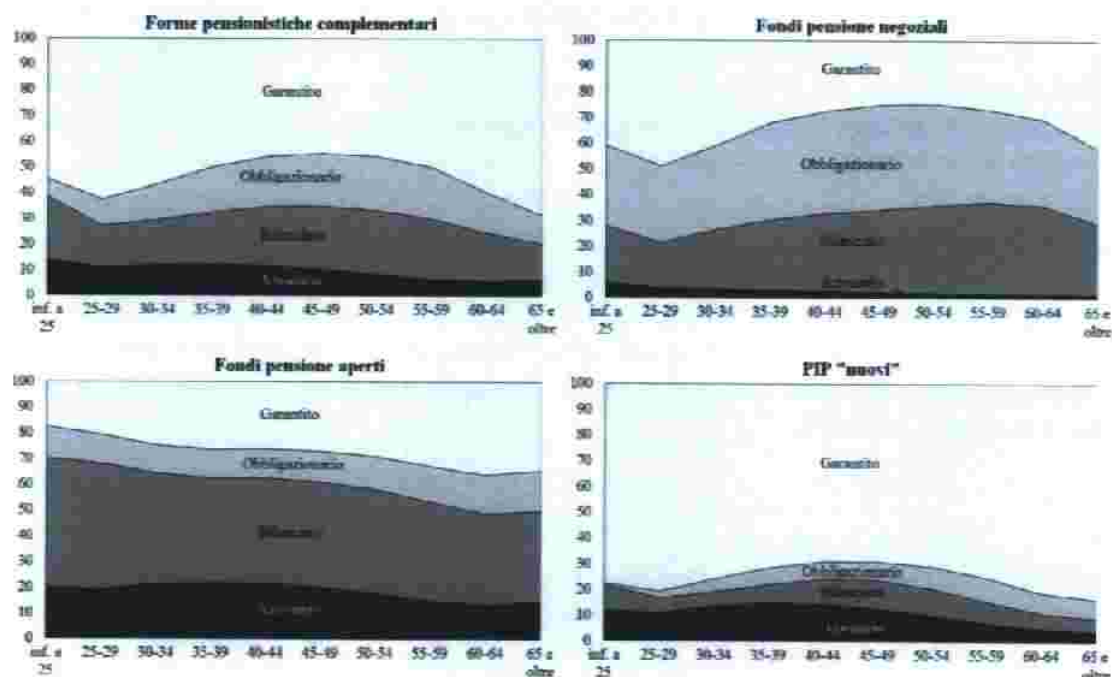 Forme pensionistiche complementari
100
90
80
70
60
50
40
30
20
10
0
Garantito
Obbligazionario
inf. a 25-29 30-34 35-39 40-44 45-49 50-54 55-59 60-64 65 e
25 oltre
Fondi pensione negoziali
100
90
80
70
60
50
40
30
20
10
0
Garantito
Obbligazionario
inf. a 25-29 30-34 35-39 40-44 45-49 50-54 55-59 60-64 65 e
25 oltre
Fondi pensione aperti
100
90
80
70
60
50
40
30
20
10
0
Garantito
Obbligazionario
inf. a 25-29 30-34 35-39 40-44 45-49 50-54 55-59 60-64 65 e
25 oltre
PIP "nuovi"
100
90
80
70
60
50
40
30
20
10
0
Garantito
Obbligazionario
inf. a 25-29 30-34 35-39 40-44 45-49 50-54 55-59 60-64 65 e
25 oltre